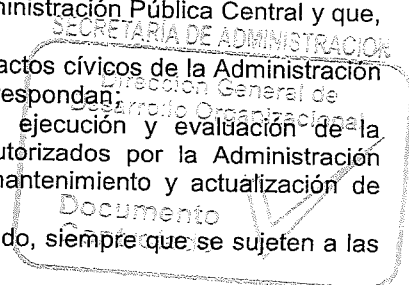 ministración Pública Central y que,
SECRETARÍA DE ADMINISTRACIÓN
actos cívicos de la Administración
Dirección General de
respondan;
Desarrollo Organizacional
ejecución y evaluación de la
utorizados por la Administración
mantenimiento y actualización de
Documento
do, siempre que se sujeten a las